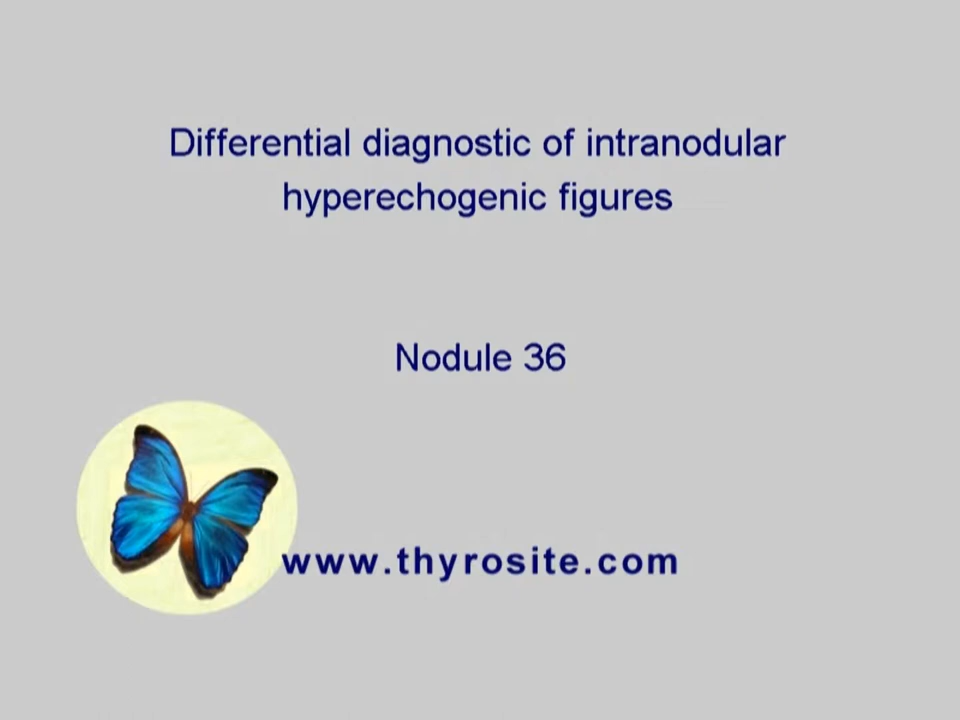 Differential diagnostic of intranodular
hyperechogenic figures
Nodule 36
www.thyrosite.com